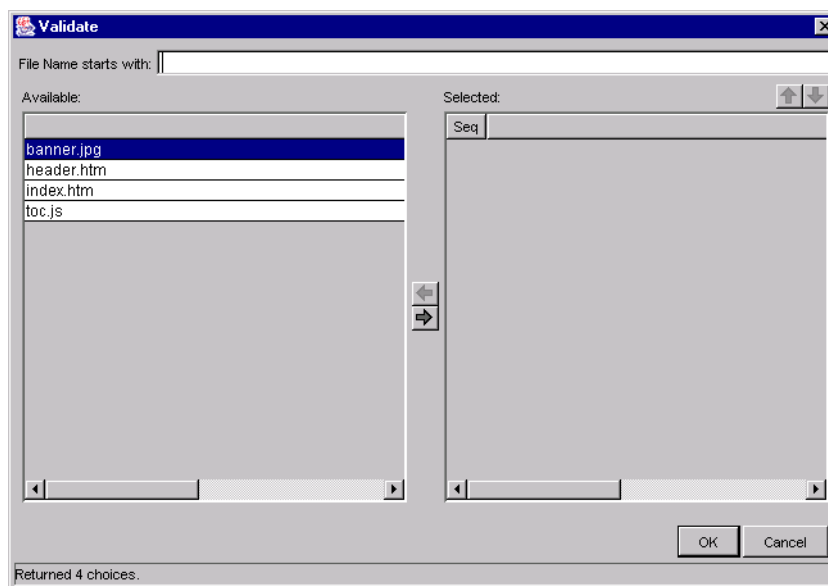 Validate
File Name starts with:
Available:
Selected:
Seq
banner.jpg
header.htm
index.htm
toc.js
OK
Cancel
Returned 4 choices.